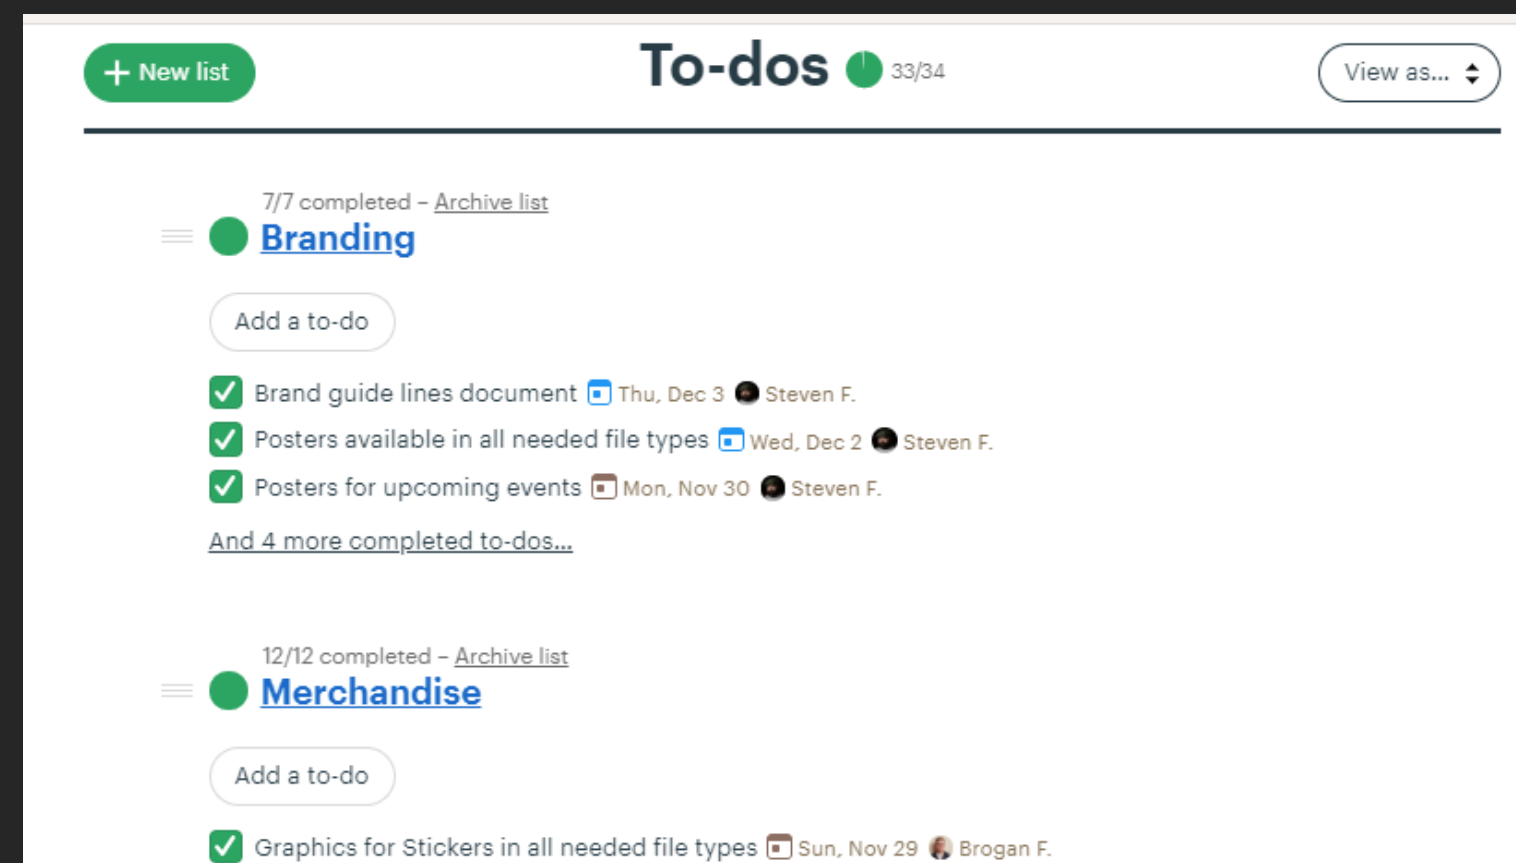 New list
To-dos
33/34
View as...
7/7 completed – Archive list
Branding
Add a to-do
Brand guide lines document Thu, Dec 3 Steven F.
Posters available in all needed file types Wed, Dec 2 Steven F.
Posters for upcoming events Mon, Nov 30 Steven F.
And 4 more completed to-dos...
12/12 completed – Archive list
Merchandise
Add a to-do
Graphics for Stickers in all needed file types Sun, Nov 29 Brogan F.